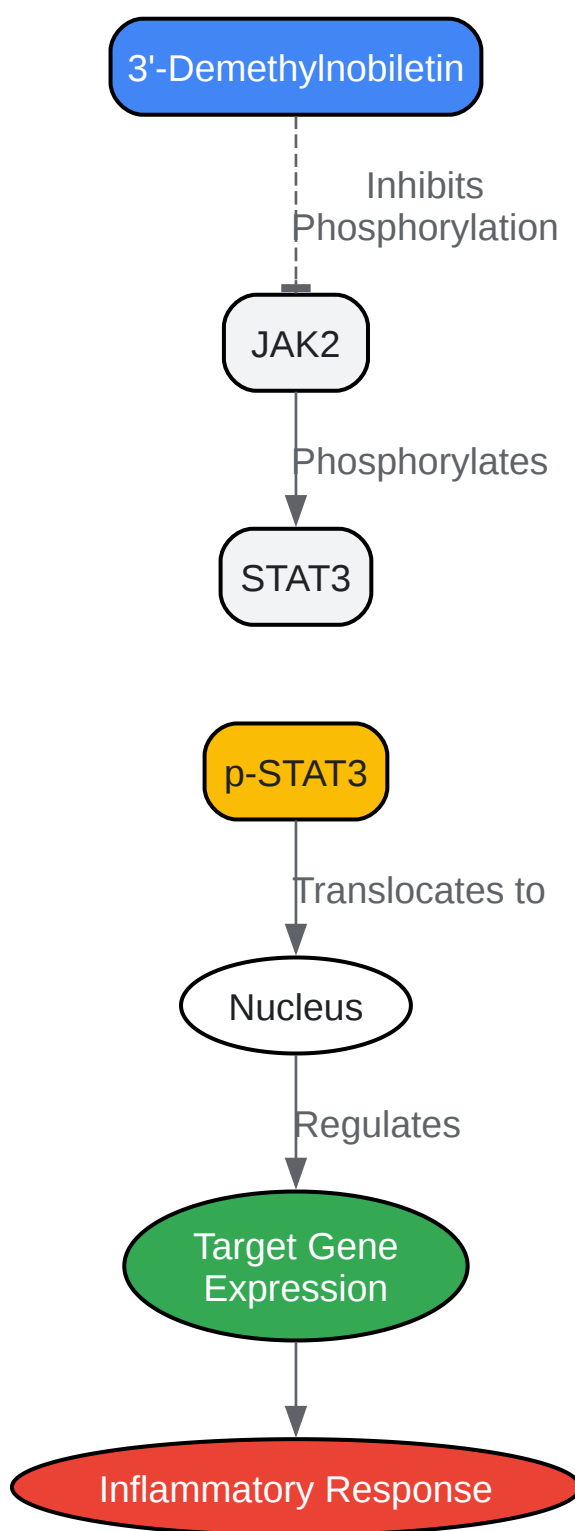 3'-Demethylnobiletin
Inhibits
Phosphorylation
JAK2
Phosphorylates
STAT3
p-STAT3
Translocates to
Nucleus
Regulates
Target Gene
Expression
Inflammatory Response